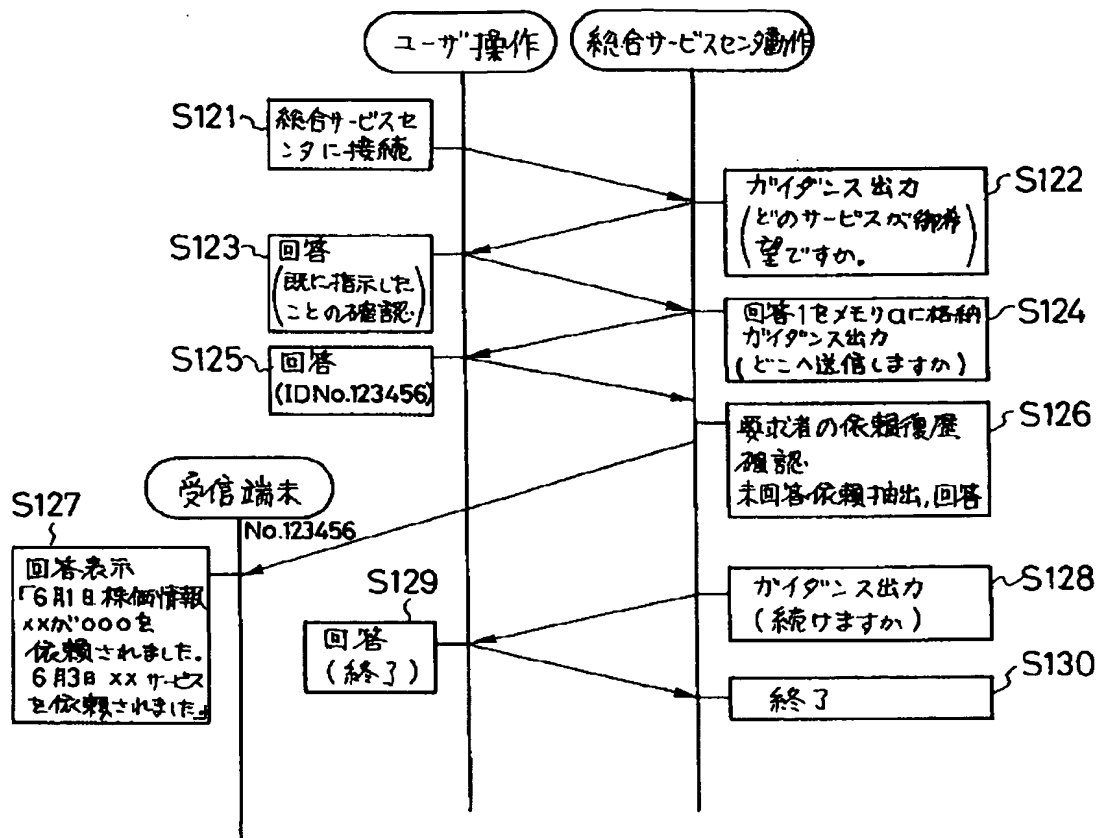 ユーザ操作
総合サービスセンタ動作
S121
総合サービスセ
ンタに接続
S122
ガイダンス出力
(どのサービスが御希
望ですか。)
S123
回答
(既に指示した
ことの確認)
S124
回答1をメモリaに格納
ガイダンス出力
(どこへ送信しますか)
S125
回答
(IDNo.123456)
S126
要求者の依頼復歴
確認
未回答依頼抽出,回答
受信端末
No.123456
S127
回答表示
「6月1日株価情報
××が○○○を
依頼されました。
6月3日××サービス
を依頼されました」
S128
ガイダンス出力
(続けますか)
S129
回答
(終了)
S130
終了